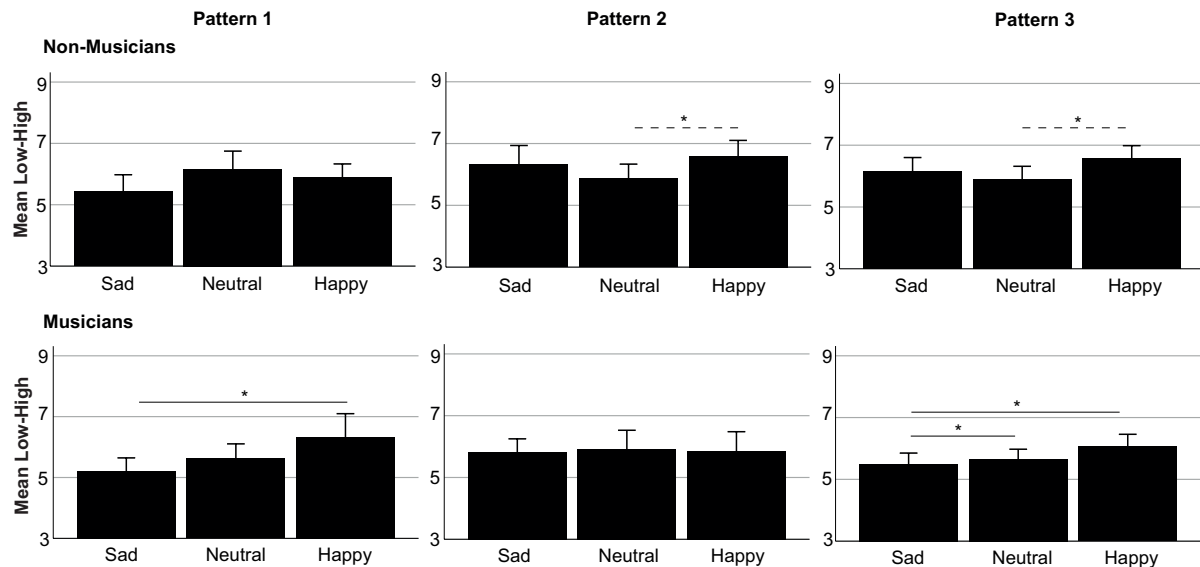 Pattern 1 Pattern 2 Pattern 3
Non-Musicians
Mean Low-High
9 9 9
7 7 7
* *
5 5 5
3 3 3
Sad Neutral Happy Sad Neutral Happy Sad Neutral Happy
Musicians
Mean Low-High
9 9 9
7 7 7
* * *
5 5 5
3 3 3
Sad Neutral Happy Sad Neutral Happy Sad Neutral Happy